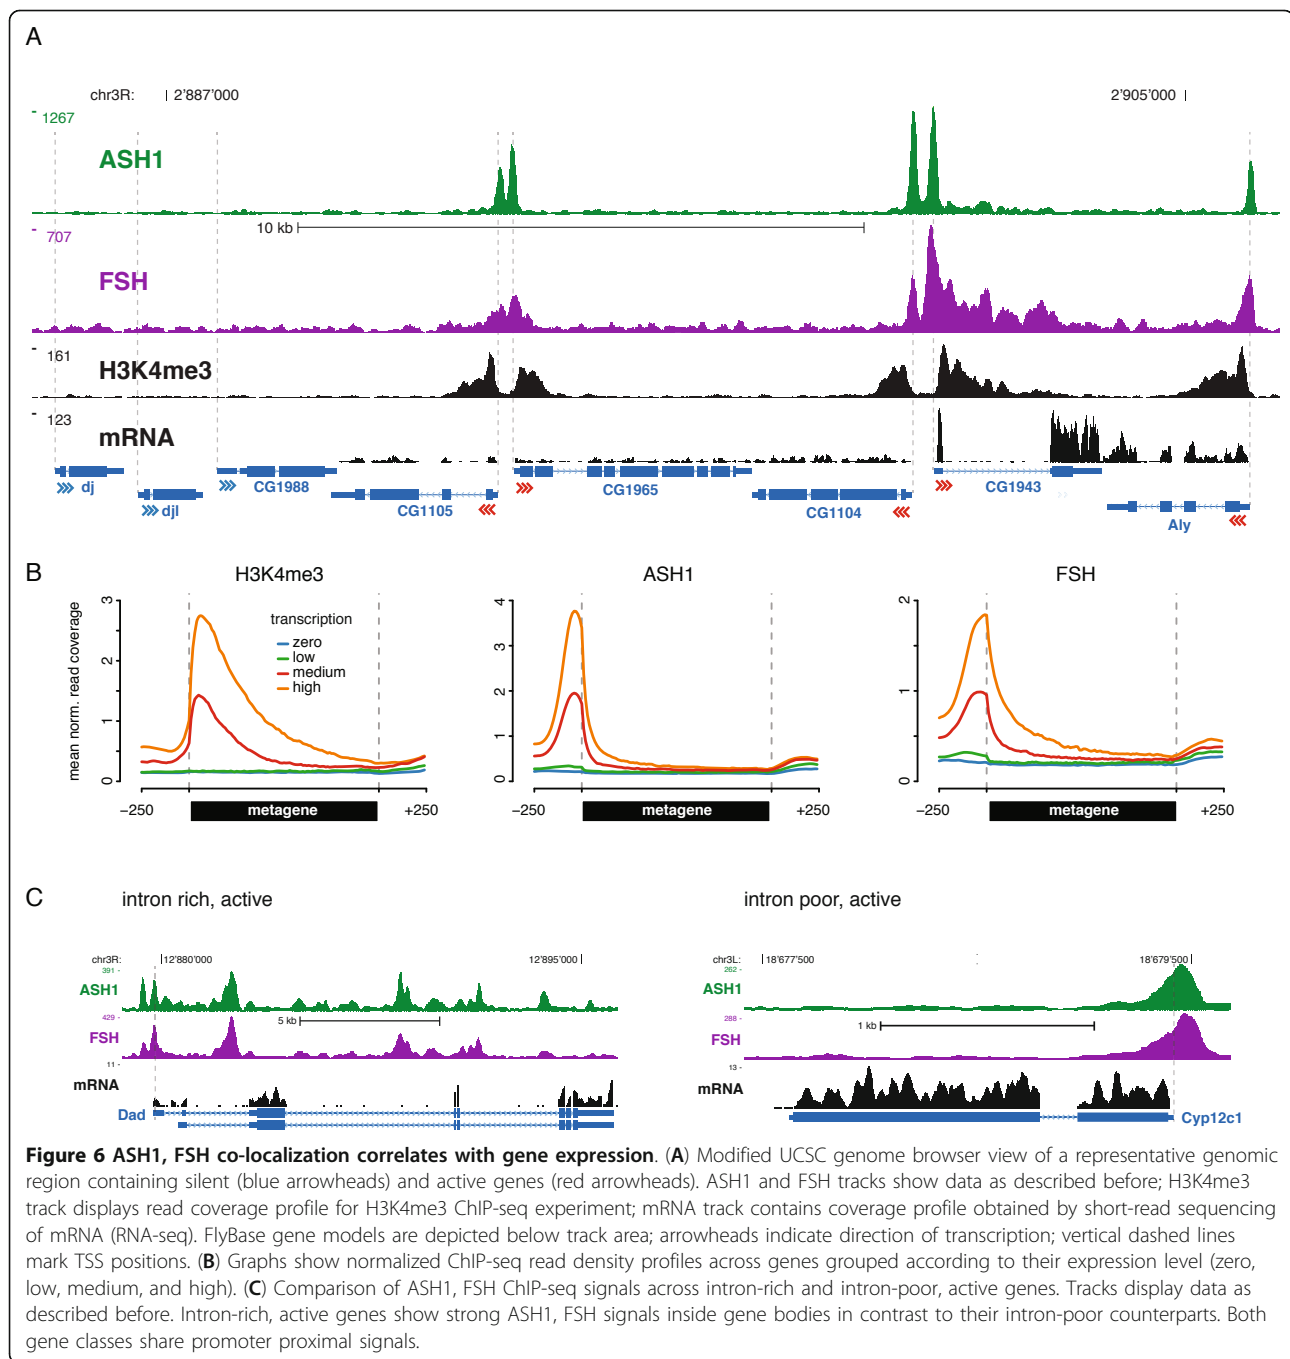 A
chr3R: 2'887'000 2'905'000
- 1267
ASH1
10 kb
- 707
FSH
- 161
H3K4me3
- 123
mRNA
dj
CG1988
CG1965
CG1943
djl
CG1105
CG1104
Aly
B
H3K4me3
ASH1
FSH
mean norm. read coverage
0
1
2
3
transcription
zero
low
medium
high
−250 metagene +250
0
1
2
3
4
−250 metagene +250
0
1
2
−250 metagene +250
C
intron rich, active
chr3R: 12'880'000 12'895'000
391 -
ASH1
5 kb
429 -
FSH
11 -
mRNA
Dad
intron poor, active
chr3L: 18'677'500 18'679'500
262 -
ASH1
1 kb
288 -
FSH
13 -
mRNA
Cyp12c1
Figure 6 ASH1, FSH co-localization correlates with gene expression. (A) Modified UCSC genome browser view of a representative genomic
region containing silent (blue arrowheads) and active genes (red arrowheads). ASH1 and FSH tracks show data as described before; H3K4me3
track displays read coverage profile for H3K4me3 ChIP-seq experiment; mRNA track contains coverage profile obtained by short-read sequencing
of mRNA (RNA-seq). FlyBase gene models are depicted below track area; arrowheads indicate direction of transcription; vertical dashed lines
mark TSS positions. (B) Graphs show normalized ChIP-seq read density profiles across genes grouped according to their expression level (zero,
low, medium, and high). (C) Comparison of ASH1, FSH ChIP-seq signals across intron-rich and intron-poor, active genes. Tracks display data as
described before. Intron-rich, active genes show strong ASH1, FSH signals inside gene bodies in contrast to their intron-poor counterparts. Both
gene classes share promoter proximal signals.